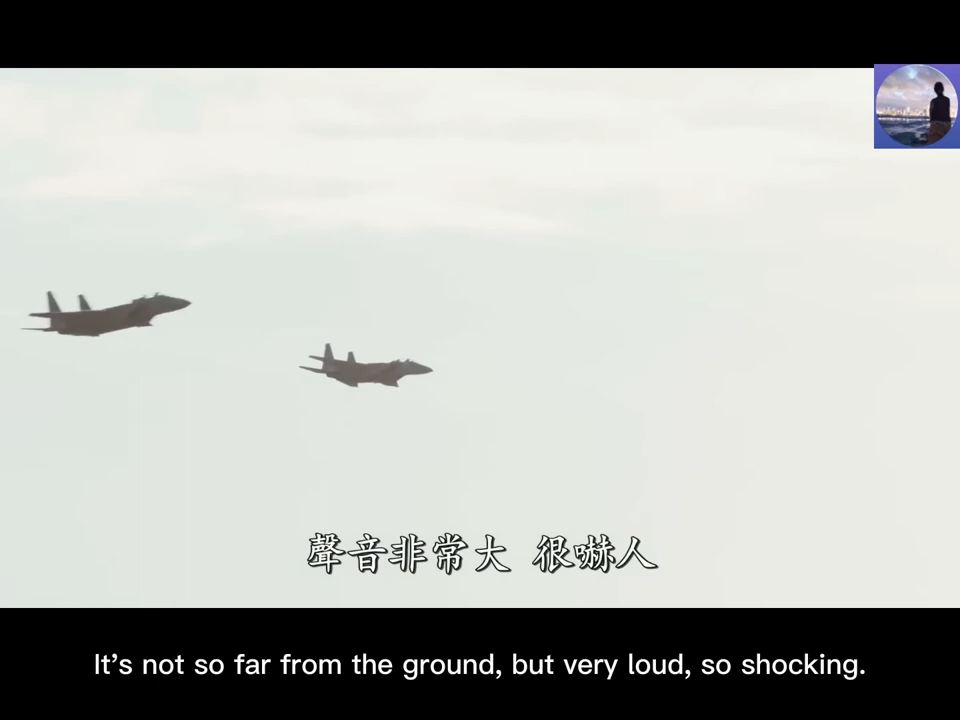 聲音非常大 很嚇人
It's not so far from the ground, but very loud, so shocking.